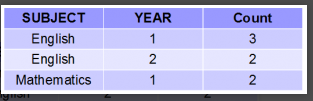 SUBJECT YEAR Count
English 1 3
English 2 2
Mathematics 1 2